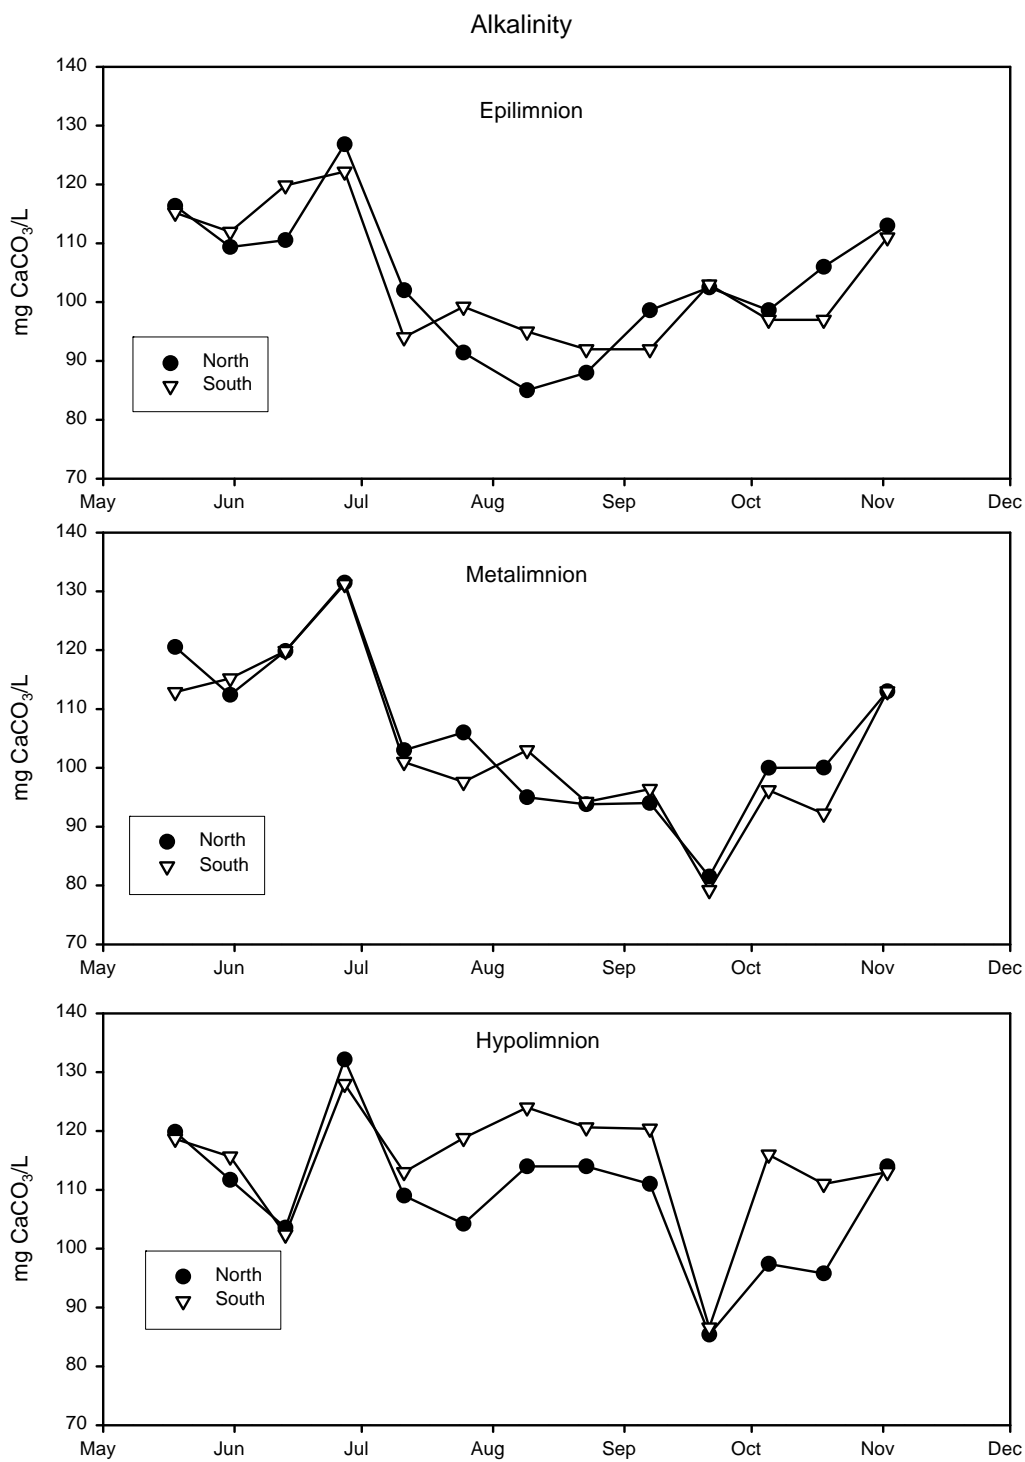 Alkalinity
140
130
120
110
100
90
80
70
mg CaCO₃/L
Epilimnion
North
South
May Jun Jul Aug Sep Oct Nov Dec
140
130
120
110
100
90
80
70
mg CaCO₃/L
Metalimnion
North
South
May Jun Jul Aug Sep Oct Nov Dec
140
130
120
110
100
90
80
70
mg CaCO₃/L
Hypolimnion
North
South
May Jun Jul Aug Sep Oct Nov Dec